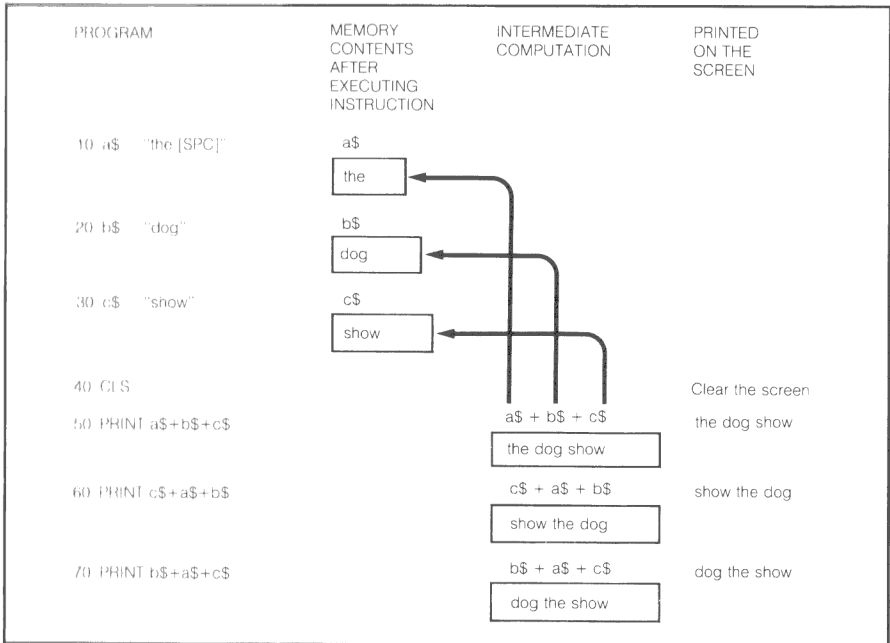 PROGRAM
MEMORY
CONTENTS
AFTER
EXECUTING
INSTRUCTION
INTERMEDIATE
COMPUTATION
PRINTED
ON THE
SCREEN
10 a$ "the [SPC]"
a$
the
20 b$ "dog"
b$
dog
30 c$ "show"
c$
show
40 CLS
Clear the screen
50 PRINT a$+b$+c$
a$ + b$ + c$
the dog show
the dog show
60 PRINT c$+a$+b$
c$ + a$ + b$
show the dog
show the dog
70 PRINT b$+a$+c$
b$ + a$ + c$
dog the show
dog the show